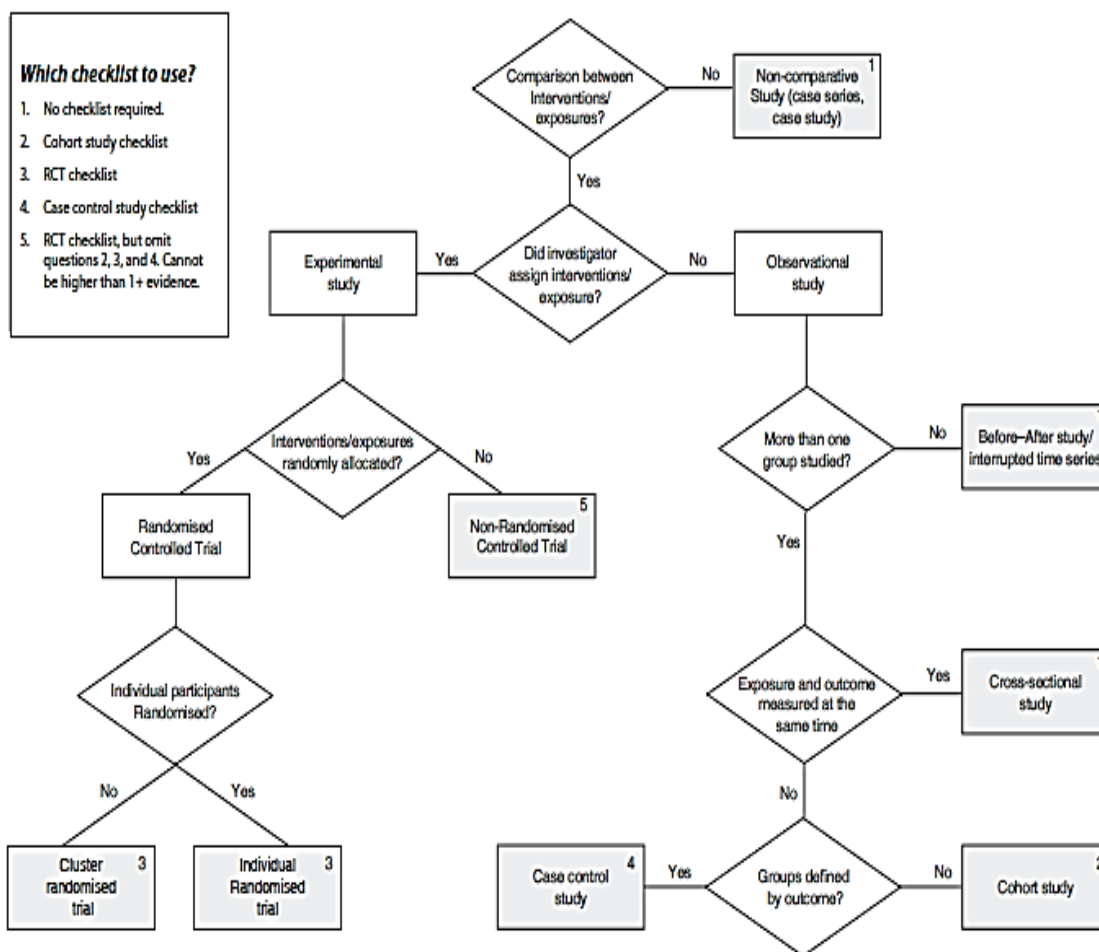 Which checklist to use?
1. No checklist required.
2. Cohort study checklist
3. RCT checklist
4. Case control study checklist
5. RCT checklist, but omit
questions 2, 3, and 4. Cannot
be higher than 1+ evidence.
Comparison between
Interventions/
exposures?
No
1
Non-comparative
Study (case series,
case study)
Yes
Experimental
study
Yes
Did investigator
assign interventions/
exposure?
No
Observational
study
Interventions/exposures
randomly allocated?
Yes
No
More than one
group studied?
No
Before–After study/
interrupted time series
Randomised
Controlled Trial
5
Non-Randomised
Controlled Trial
Yes
Individual participants
Randomised?
Exposure and outcome
measured at the
same time
Yes
Cross-sectional
study
No
Yes
No
Cluster
randomised
trial
3
Individual
Randomised
trial
3
Case control
study
4
Yes
Groups defined
by outcome?
No
Cohort study
2